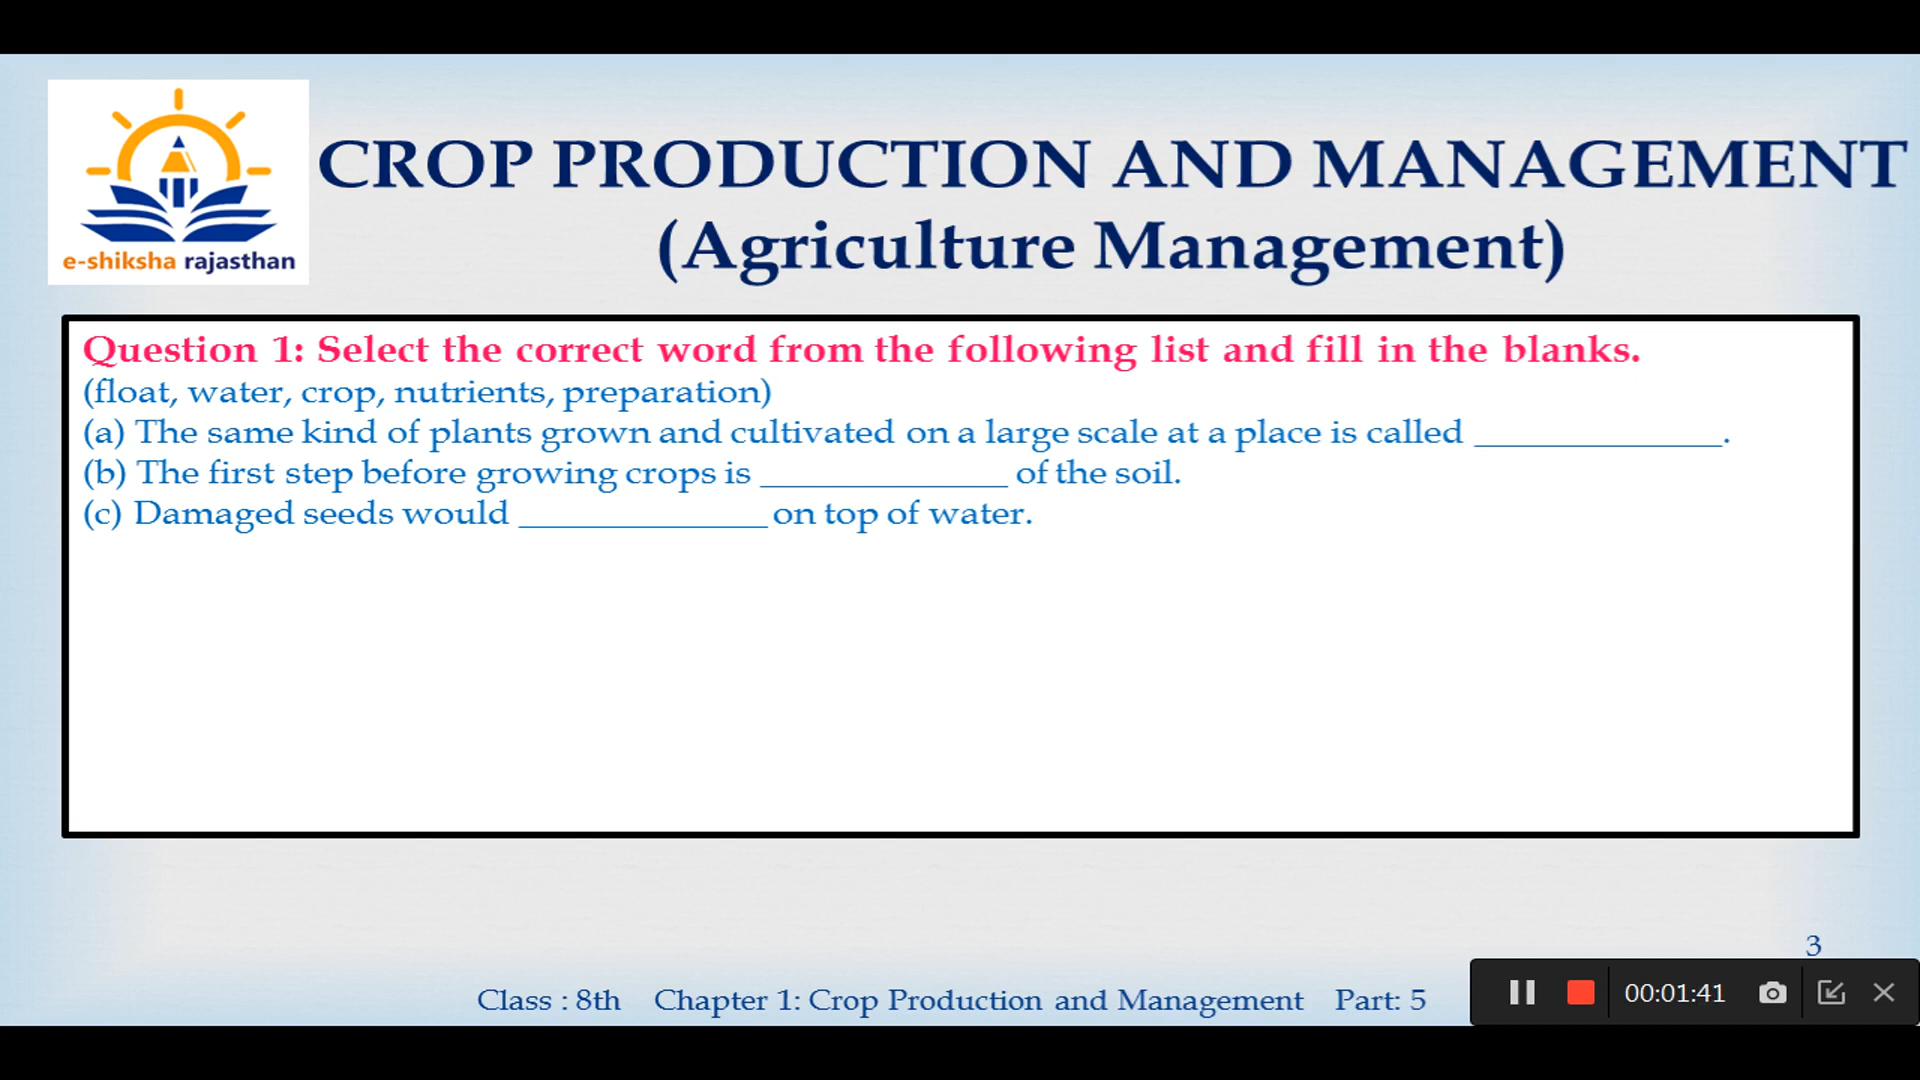 CROP PRODUCTION AND MANAGEMENT
(Agriculture Management)
e-shiksha rajasthan
Question 1: Select the correct word from the following list and fill in the blanks.
(float, water, crop, nutrients, preparation)
(a) The same kind of plants grown and cultivated on a large scale at a place is called ______________.
(b) The first step before growing crops is ______________ of the soil.
(c) Damaged seeds would ______________ on top of water.
3
Class : 8th Chapter 1: Crop Production and Management Part: 5
00:01:41